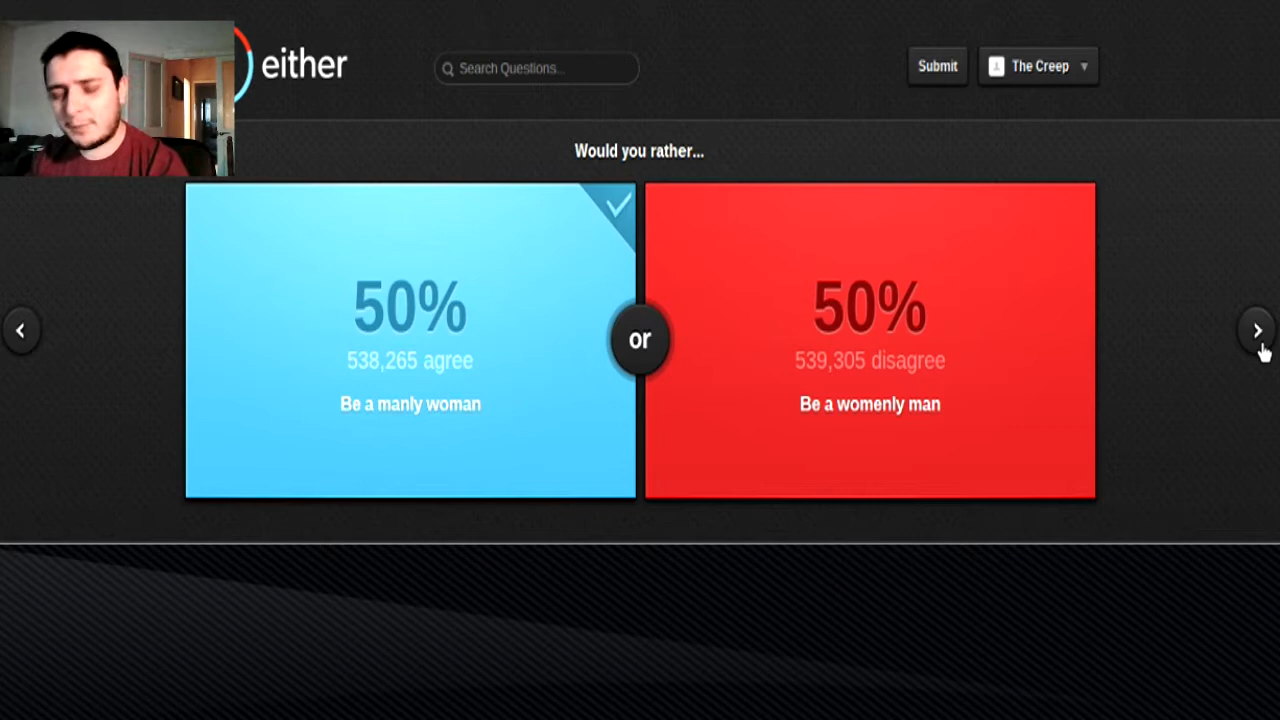 either
Search Questions...
Submit
The Creep
Would you rather...
50%
538,265 agree
Be a manly woman
or
50%
539,305 disagree
Be a womenly man